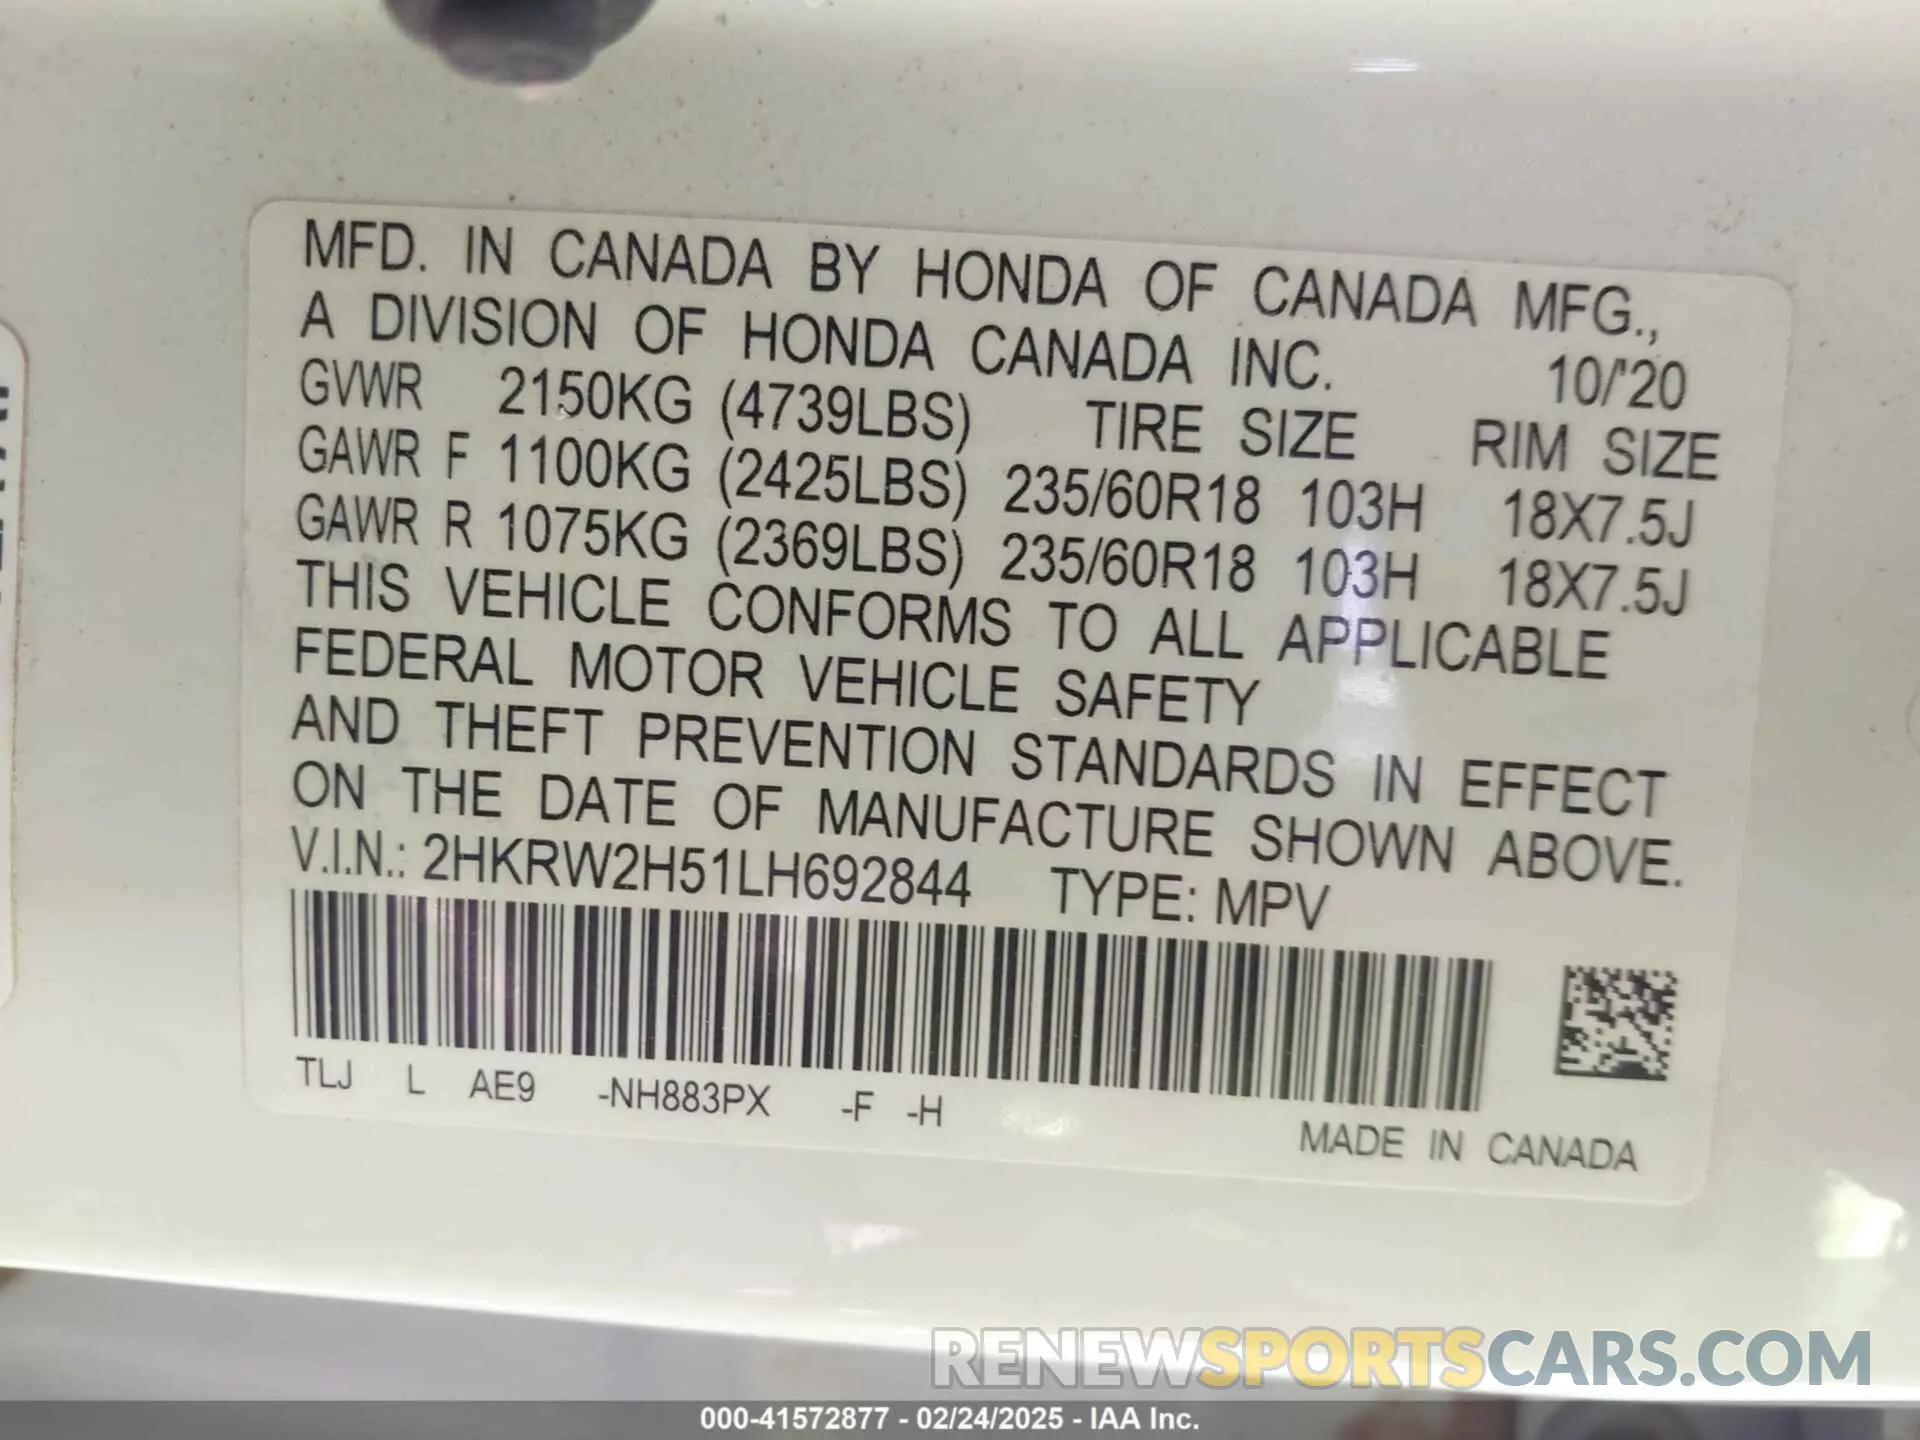 MFD. IN CANADA BY HONDA OF CANADA MFG.,
A DIVISION OF HONDA CANADA INC. 10/'20
GVWR 2150KG (4739LBS) TIRE SIZE RIM SIZE
GAWR F 1100KG (2425LBS) 235/60R18 103H 18X7.5J
GAWR R 1075KG (2369LBS) 235/60R18 103H 18X7.5J
THIS VEHICLE CONFORMS TO ALL APPLICABLE
FEDERAL MOTOR VEHICLE SAFETY
AND THEFT PREVENTION STANDARDS IN EFFECT
ON THE DATE OF MANUFACTURE SHOWN ABOVE.
V.I.N.: 2HKRW2H51LH692844 TYPE: MPV
TLJ L AE9 -NH883PX -F -H
MADE IN CANADA
RENEWSPORTSCARS.COM
000-41572877 - 02/24/2025 - IAA Inc.